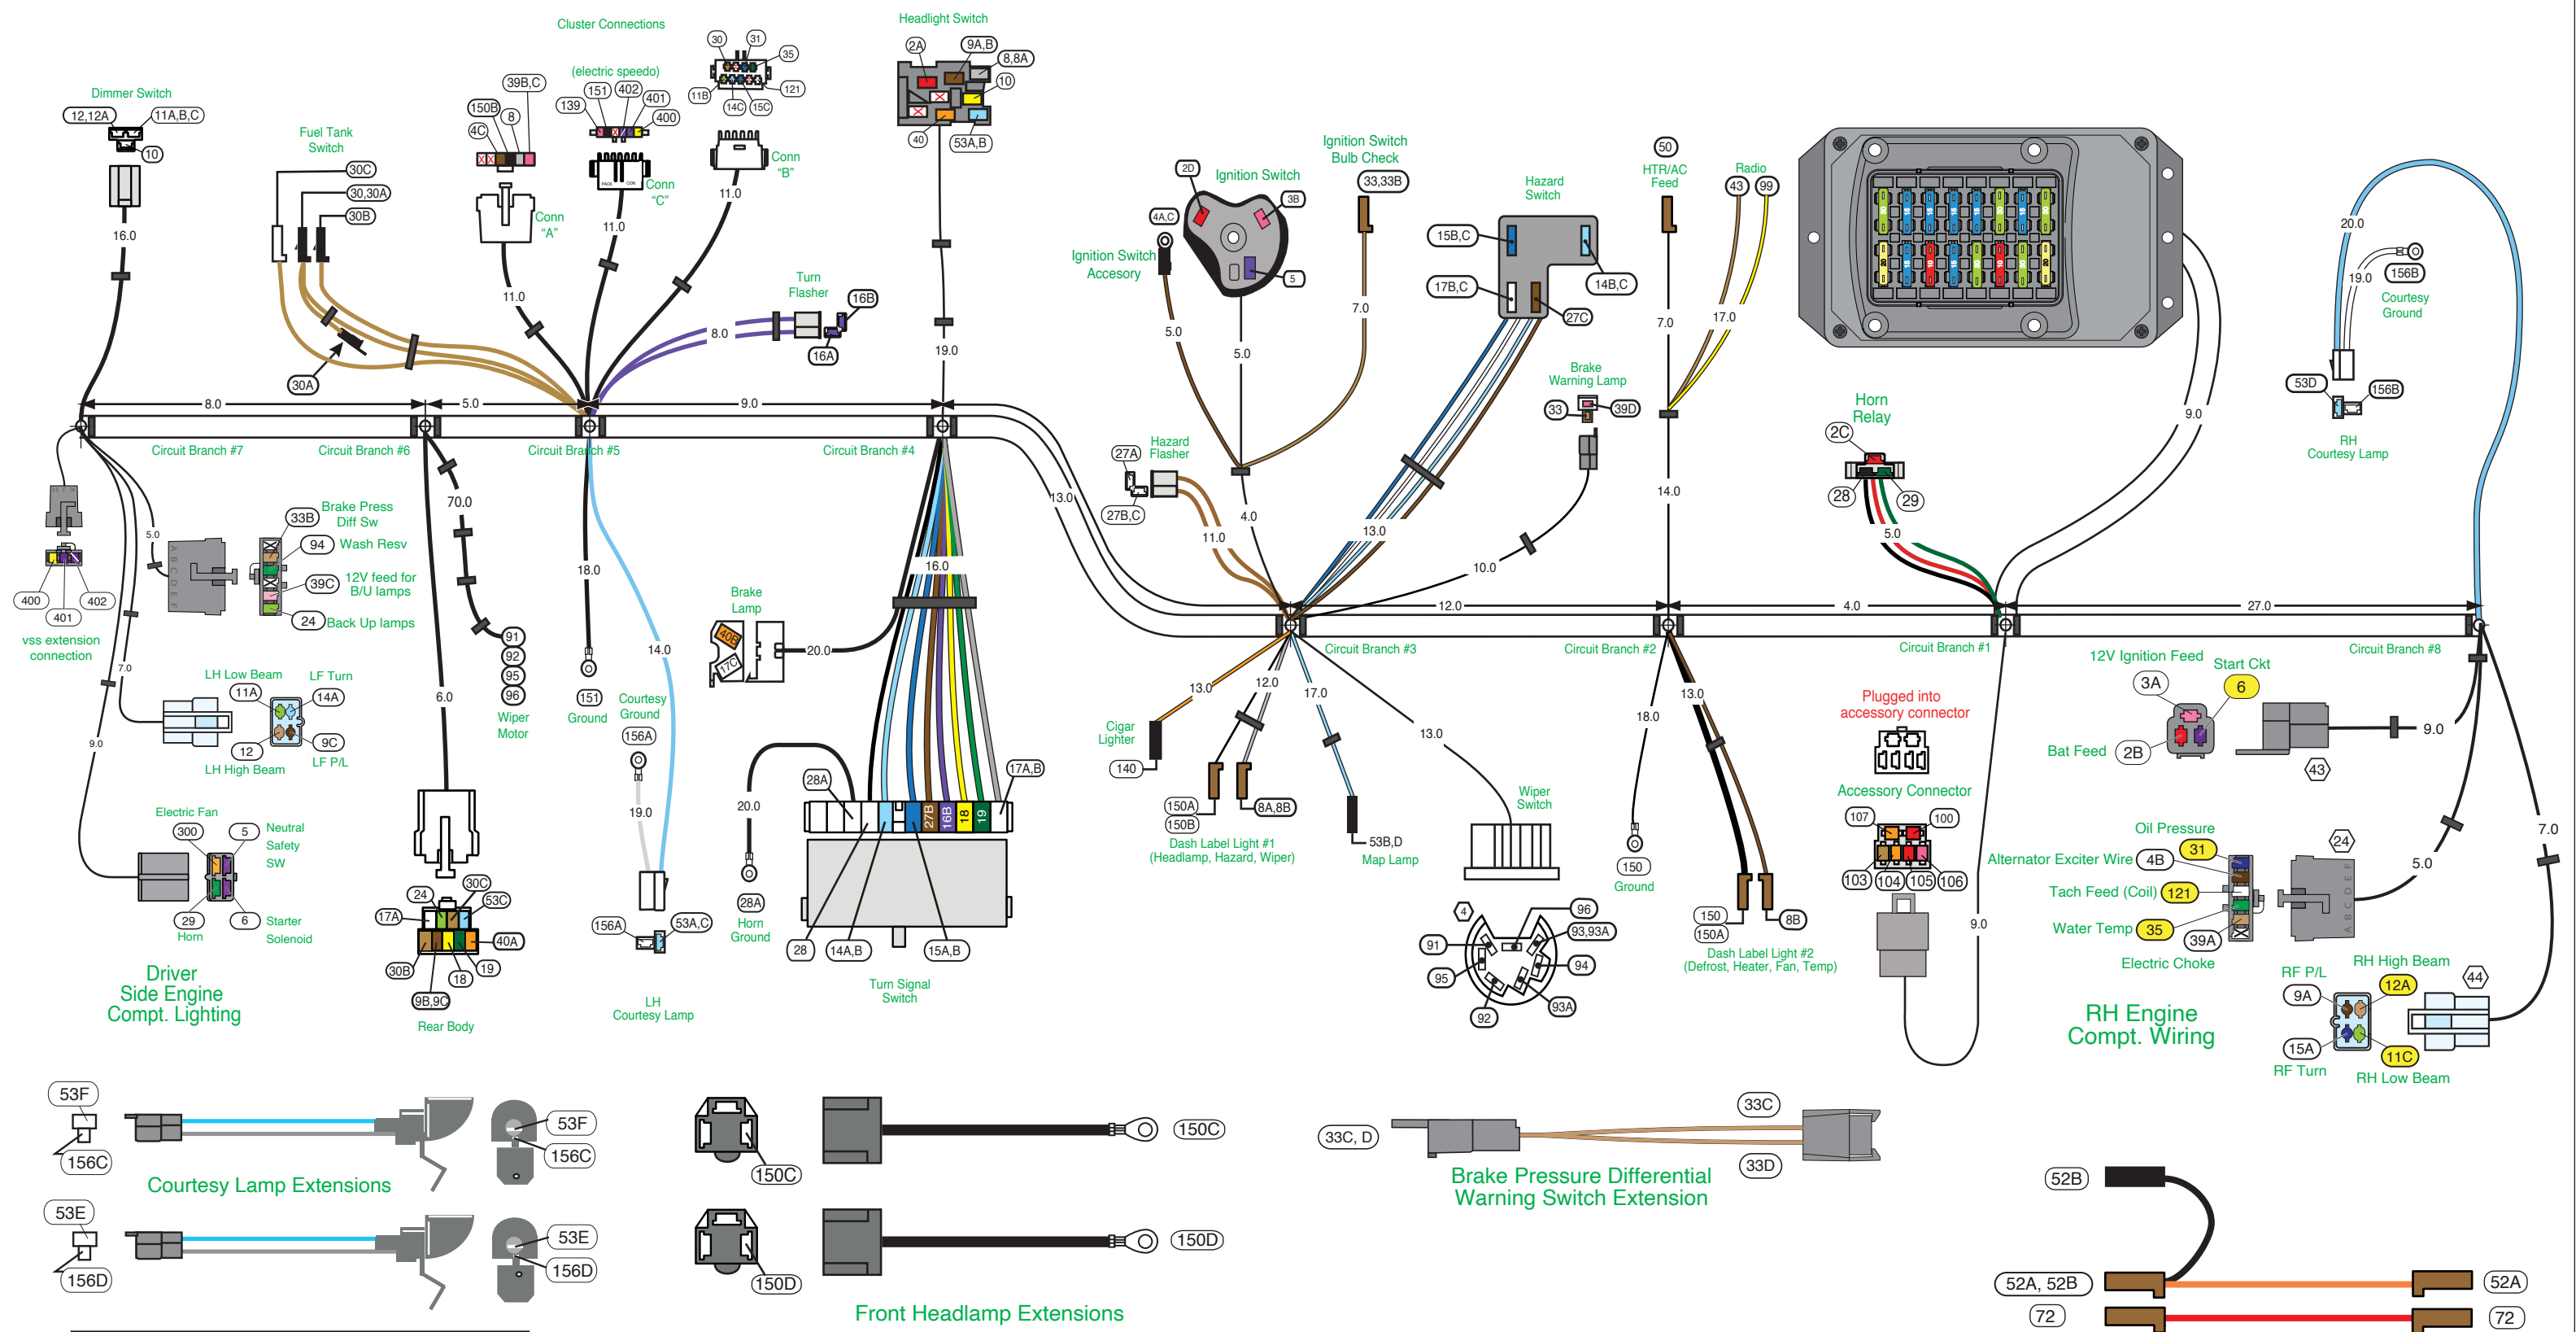 Cluster Connections
Headlight Switch
Dimmer Switch
12,12A
11A,B,C
10
16.0
Fuel Tank
Switch
30C
30,30A
30B
30A
39B,C
150B
8
4C
Conn
"A"
11.0
(electric speedo)
151
402
139
401
400
PACK
CON
Conn
"C"
11.0
30
31
35
11B
14C
15C
121
Conn
"B"
11.0
Turn
Flasher
16B
16A
8.0
2A
9A,B
8,8A
10
40
53A,B
19.0
Ignition Switch
Accesory
4A,C
5.0
Ignition Switch
2D
3B
5
5.0
Ignition Switch
Bulb Check
33,33B
7.0
4.0
Hazard
Switch
15B,C
14B,C
17B,C
27C
13.0
Hazard
Flasher
27A
27B,C
11.0
Brake
Warning Lamp
33
39D
10.0
50
HTR/AC
Feed
7.0
Radio
43
99
17.0
14.0
30
15
15
15
15
30
15
30
20
15
10
15
20
10
20
20
Horn
Relay
2C
28
29
5.0
9.0
20.0
19.0
156B
Courtesy
Ground
53D
156B
RH
Courtesy Lamp
8.0
5.0
9.0
13.0
12.0
4.0
27.0
Circuit Branch #7
Circuit Branch #6
Circuit Branch #5
Circuit Branch #4
Circuit Branch #3
Circuit Branch #2
Circuit Branch #1
Circuit Branch #8
400
401
402
vss extension
connection
5.0
A B C D E F
33B
Brake Press
Diff Sw
94
Wash Resv
39C
12V feed for
B/U lamps
24
Back Up lamps
7.0
LH Low Beam
11A
LF Turn
14A
12
LH High Beam
9C
LF P/L
9.0
Electric Fan
300
5
Neutral
Safety
SW
29
Horn
6
Starter
Solenoid
Driver
Side Engine
Compt. Lighting
70.0
91
92
95
96
Wiper
Motor
6.0
24
30C
53C
17A
40A
30B
19
18
9B,9C
Rear Body
18.0
151
Ground
14.0
Courtesy
Ground
156A
19.0
156A
53A,C
LH
Courtesy Lamp
Brake
Lamp
40B
17C
20.0
16.0
28A
17A,B
27B
16B
18
19
28
14A,B
15A,B
Turn Signal
Switch
20.0
28A
Horn
Ground
13.0
Cigar
Lighter
140
12.0
150A
150B
8A,8B
Dash Label Light #1
(Headlamp, Hazard, Wiper)
17.0
53B,D
Map Lamp
13.0
Wiper
Switch
4
96
93,93A
91
94
95
93A
92
18.0
150
Ground
13.0
150
150A
8B
Dash Label Light #2
(Defrost, Heater, Fan, Temp)
Plugged into
accessory connector
Accessory Connector
107
100
103
104
105
106
9.0
12V Ignition Feed
3A
Start Ckt
6
Bat Feed
2B
43
9.0
Oil Pressure
31
Alternator Exciter Wire
4B
Tach Feed (Coil)
121
Water Temp
35
39A
Electric Choke
24
A B C D E F
5.0
7.0
RF P/L
9A
RH High Beam
12A
44
15A
RF Turn
11C
RH Low Beam
RH Engine
Compt. Wiring
53F
156C
53F
156C
Courtesy Lamp Extensions
53E
156D
53E
156D
150C
150C
150D
150D
Front Headlamp Extensions
33C, D
33C
33D
Brake Pressure Differential
Warning Switch Extension
52B
52A, 52B
52A
72
72